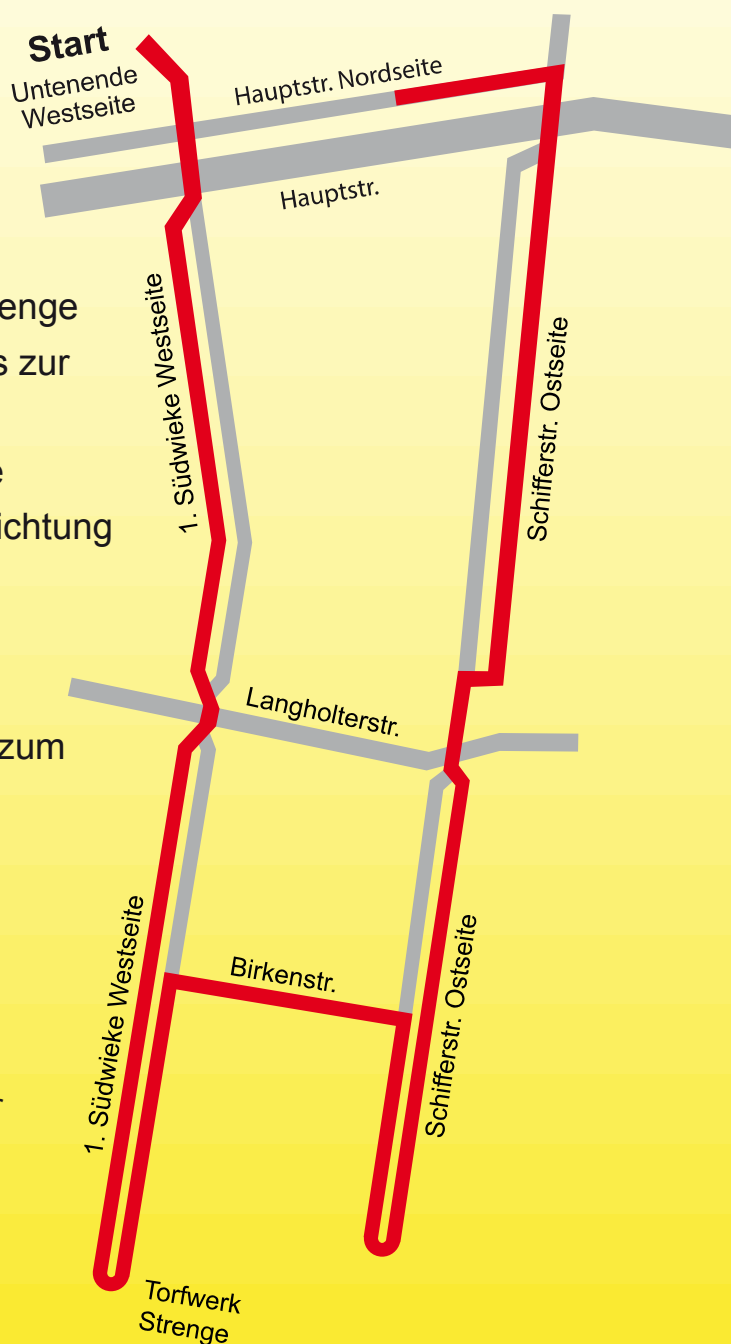 Start
Untenende
Westseite
Hauptstr. Nordseite
Hauptstr.
enge
s zur
1. Südwieke Westseite
Schifferstr. Ostseite
e
ichtung
Langholterstr.
zum
1. Südwieke Westseite
Birkenstr.
Schifferstr. Ostseite
Torfwerk
Strenge